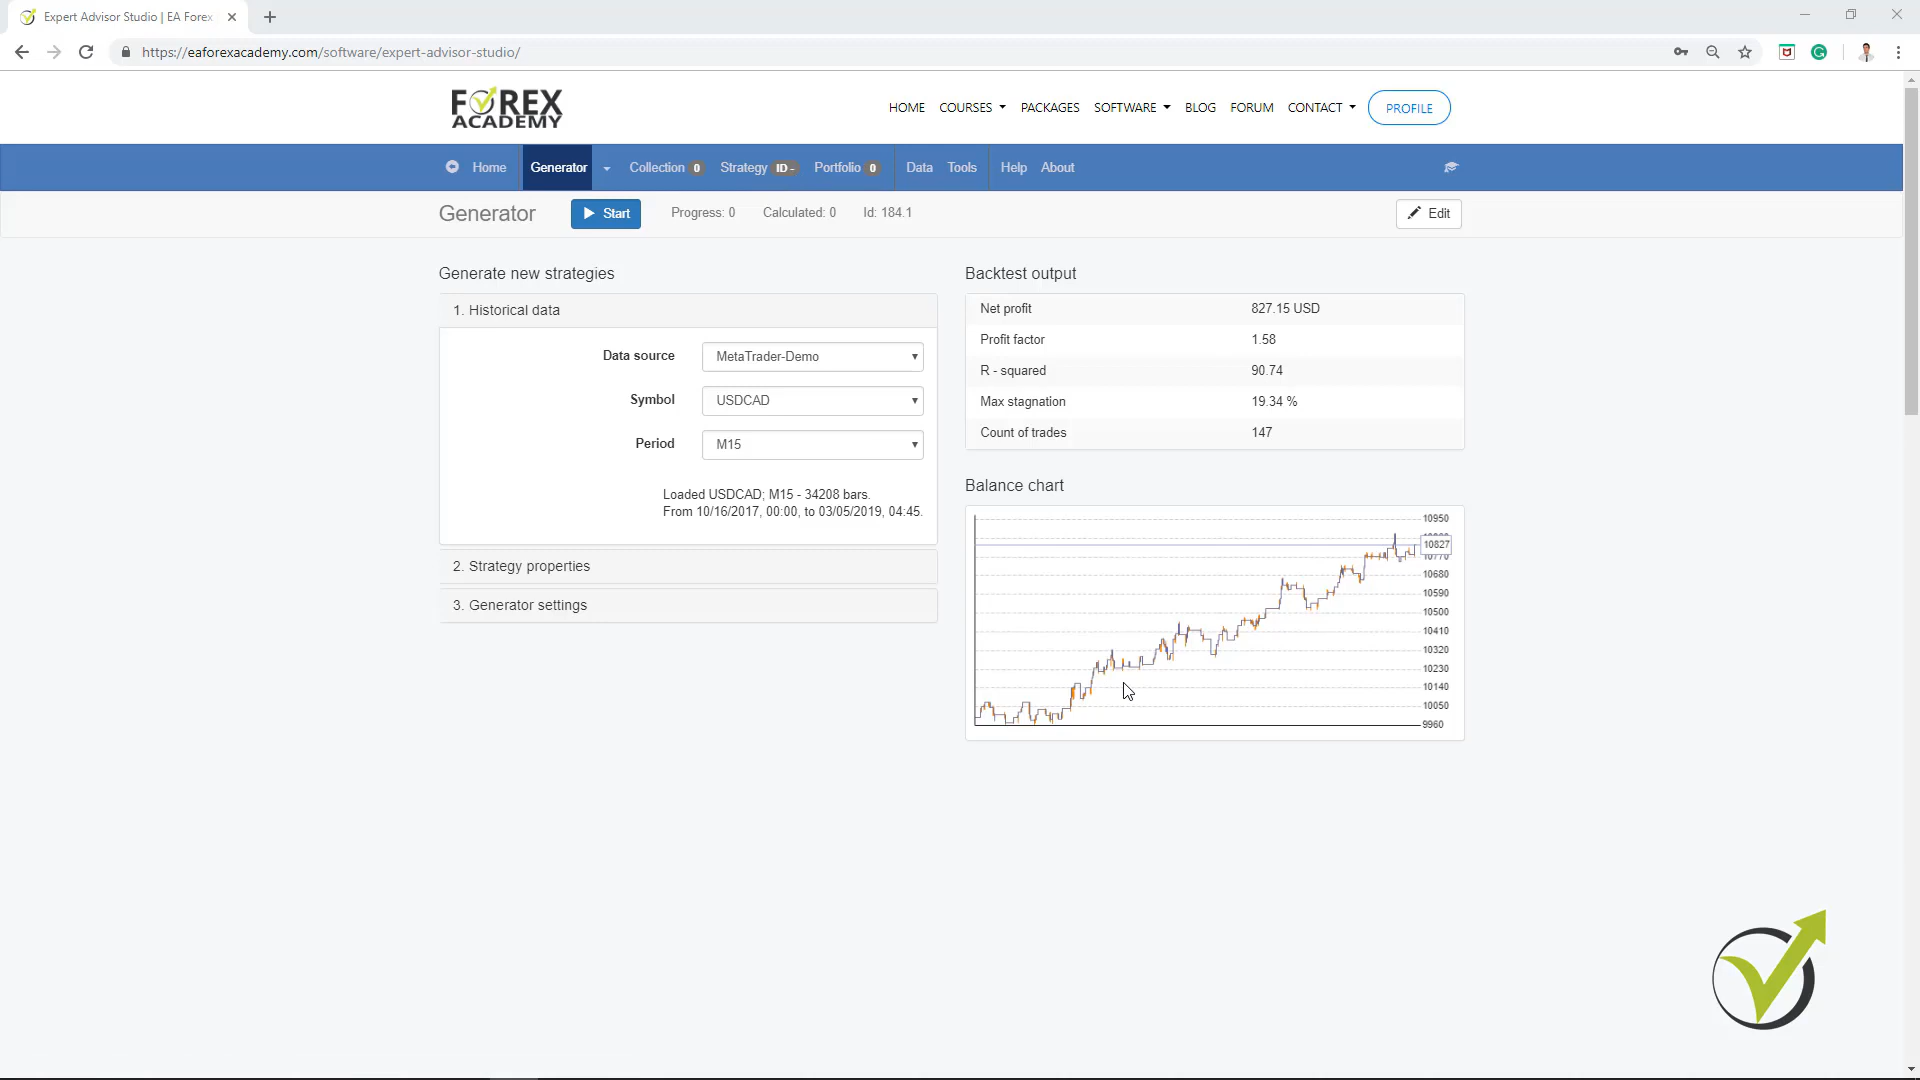 Expert Advisor Studio | EA Forex
https://eaforexacademy.com/software/expert-advisor-studio/
FOREX
ACADEMY
HOME COURSES PACKAGES SOFTWARE BLOG FORUM CONTACT PROFILE
Home Generator Collection 0 Strategy ID - Portfolio 0 Data Tools Help About
Generator Start Progress: 0 Calculated: 0 Id: 184.1 Edit
Generate new strategies
1. Historical data
Data source MetaTrader-Demo
Symbol USDCAD
Period M15
Loaded USDCAD; M15 - 34208 bars.
From 10/16/2017, 00:00, to 03/05/2019, 04:45.
2. Strategy properties
3. Generator settings
Backtest output
Net profit 827.15 USD
Profit factor 1.58
R - squared 90.74
Max stagnation 19.34 %
Count of trades 147
Balance chart
10950
10827
10770
10680
10590
10500
10410
10320
10230
10140
10050
9960